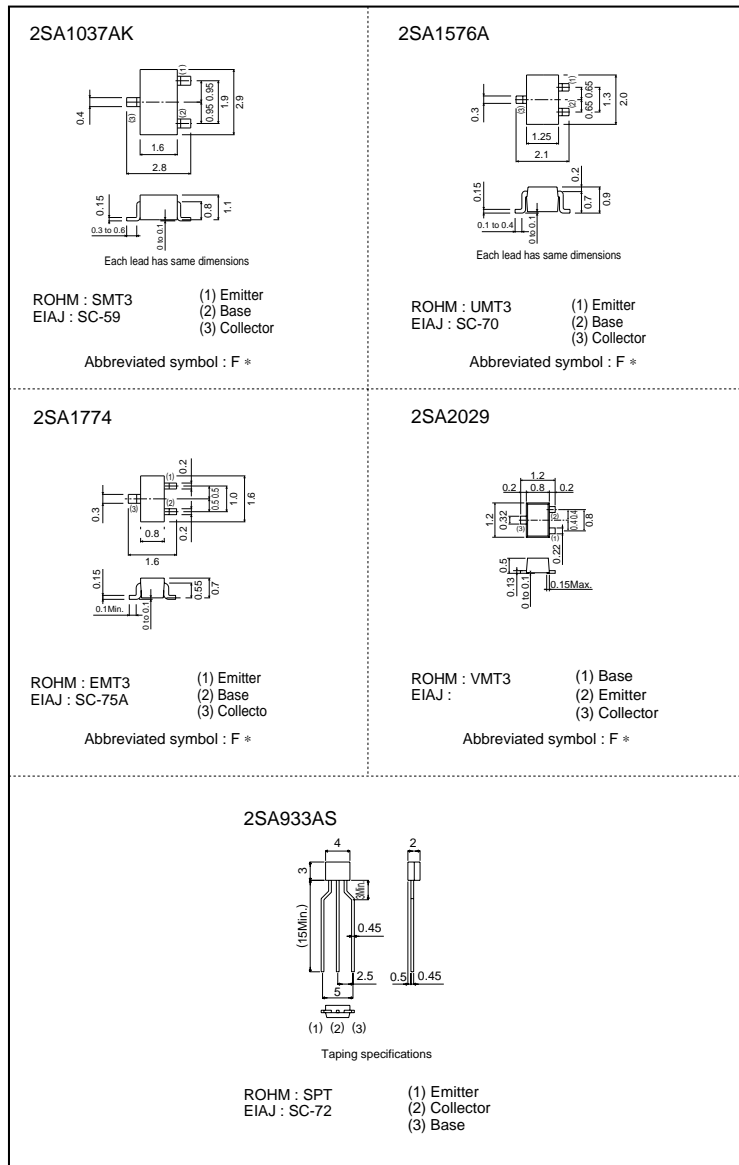 2SA1037AK
(1)
(2)
(3)
0.4
0.95 0.95
1.9
2.9
1.6
2.8
0.15
0.3 to 0.6
0 to 0.1
0.8
1.1
Each lead has same dimensions
ROHM : SMT3
EIAJ : SC-59
(1) Emitter
(2) Base
(3) Collector
Abbreviated symbol : F *
2SA1576A
(1)
(2)
(3)
0.3
0.65 0.65
1.3
2.0
1.25
2.1
0.2
0.15
0.1 to 0.4
0 to 0.1
0.7
0.9
Each lead has same dimensions
ROHM : UMT3
EIAJ : SC-70
(1) Emitter
(2) Base
(3) Collector
Abbreviated symbol : F *
2SA1774
0.2
(1)
(2)
(3)
0.3
0.5 0.5
1.0
1.6
0.2
0.8
1.6
0.15
0.1Min.
0 to 0.1
0.55
0.7
ROHM : EMT3
EIAJ : SC-75A
(1) Emitter
(2) Base
(3) Collecto
Abbreviated symbol : F *
2SA2029
1.2
0.2 0.8 0.2
1.2
0.32
(3)
(2)
(1)
0.4 0.4
0.8
0.22
0.5
0.13
0 to 0.1
0.15Max.
ROHM : VMT3
EIAJ :
(1) Base
(2) Emitter
(3) Collector
Abbreviated symbol : F *
2SA933AS
4
2
3
(15Min.)
3Min.
0.45
2.5
5
0.5 0.45
(1) (2) (3)
Taping specifications
ROHM : SPT
EIAJ : SC-72
(1) Emitter
(2) Collector
(3) Base